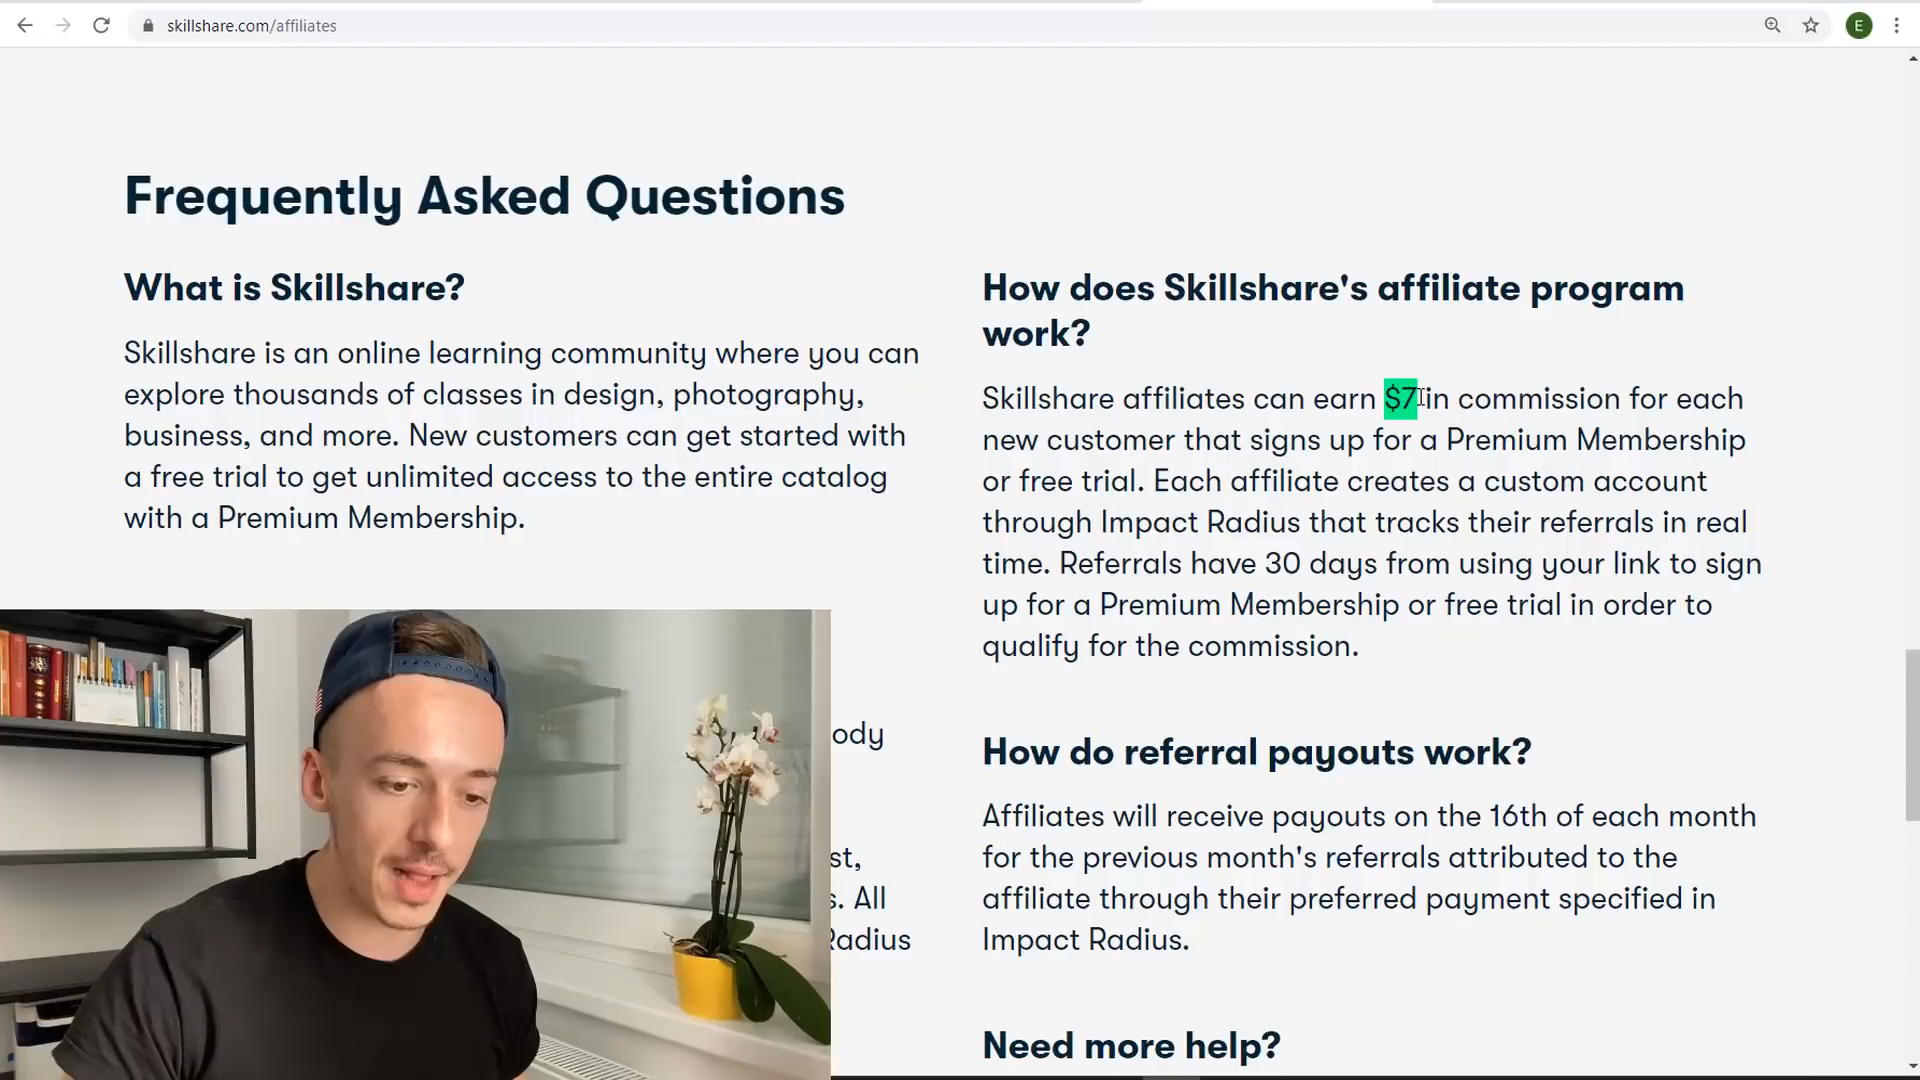 skillshare.com/affiliates
E
Frequently Asked Questions
What is Skillshare?
Skillshare is an online learning community where you can
explore thousands of classes in design, photography,
business, and more. New customers can get started with
a free trial to get unlimited access to the entire catalog
with a Premium Membership.
ody
st,
s. All
Radius
How does Skillshare's affiliate program
work?
Skillshare affiliates can earn $7 in commission for each
new customer that signs up for a Premium Membership
or free trial. Each affiliate creates a custom account
through Impact Radius that tracks their referrals in real
time. Referrals have 30 days from using your link to sign
up for a Premium Membership or free trial in order to
qualify for the commission.
How do referral payouts work?
Affiliates will receive payouts on the 16th of each month
for the previous month's referrals attributed to the
affiliate through their preferred payment specified in
Impact Radius.
Need more help?